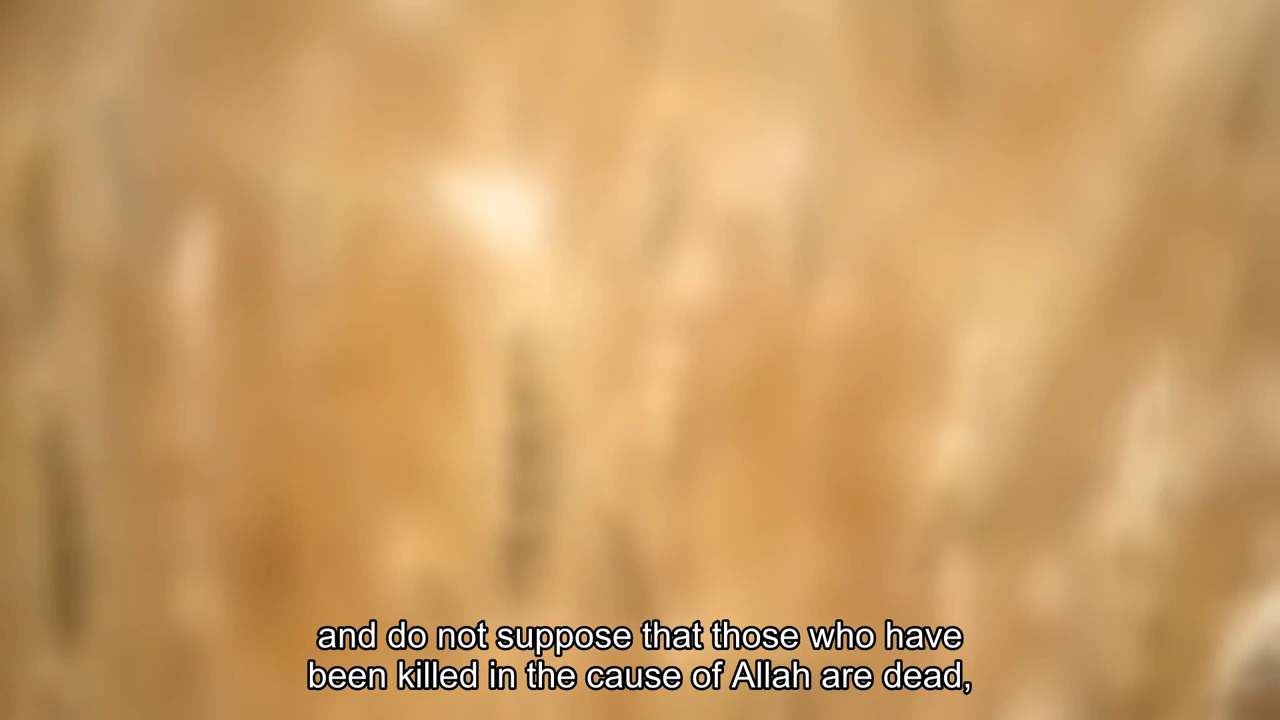 and do not suppose that those who have
been killed in the cause of Allah are dead,